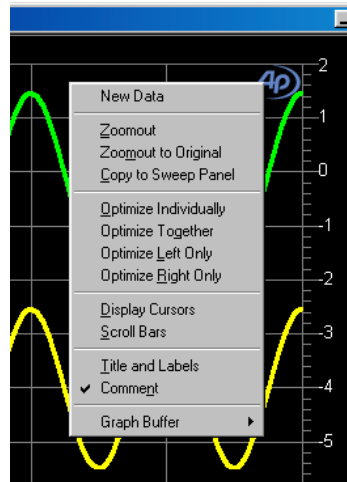 Ap
2
New Data
-1
Zoomout
Zoomout to Original
-0
Copy to Sweep Panel
Optimize Individually
-1
Optimize Together
Optimize Left Only
Optimize Right Only
-2
Display Cursors
Scroll Bars
-3
Title and Labels
Comment
-4
Graph Buffer
-5